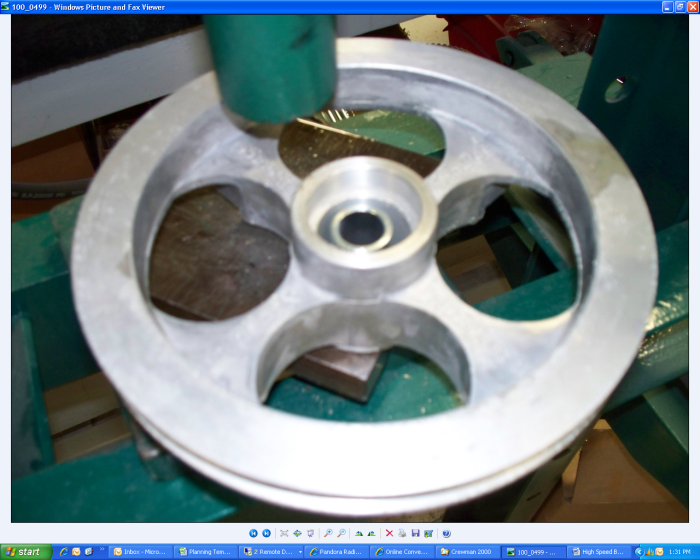 100_0499 - Windows Picture and Fax Viewer
start
Inbox - Micro...
Planning Tem...
2 Remote D...
Pandora Radi...
Online Conve...
Crewman 2000
100_0499 - ...
High Speed B...
1:31 PM